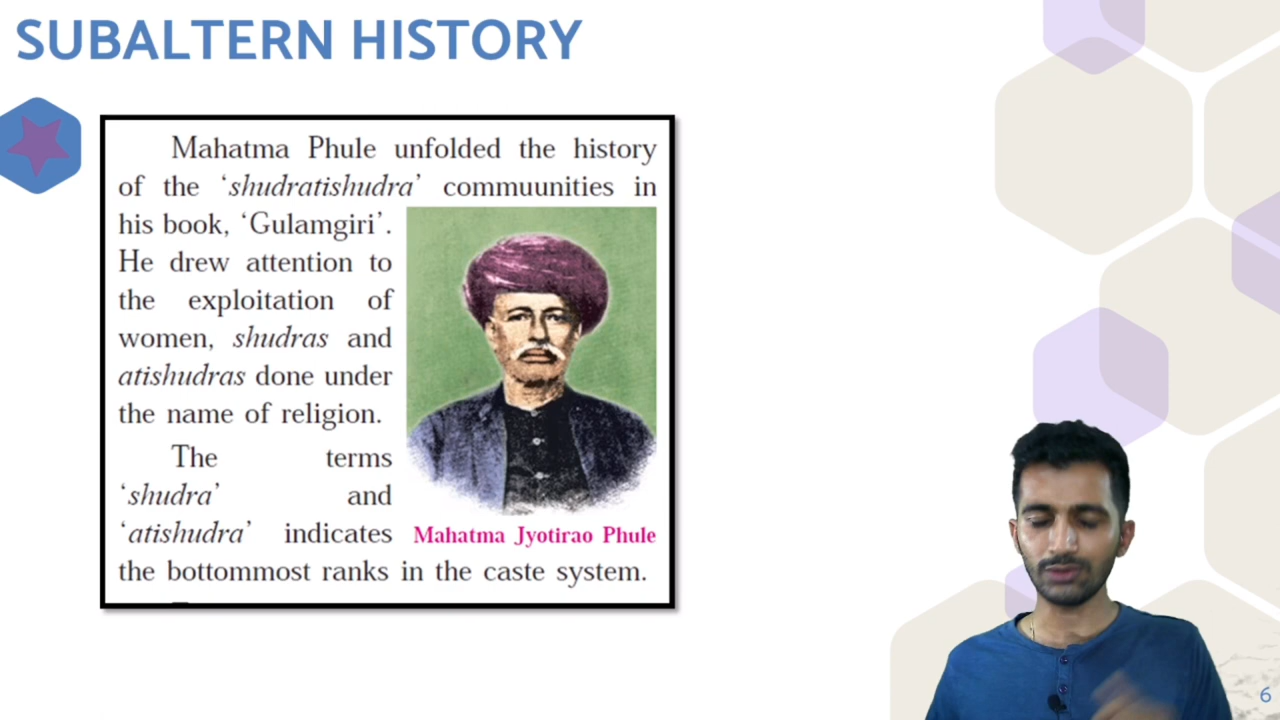 SUBALTERN HISTORY
Mahatma Phule unfolded the history
of the ‘shudratishudra’ commuunities in
his book, ‘Gulamgiri’.
He drew attention to
the exploitation of
women, shudras and
atishudras done under
the name of religion.
The terms
‘shudra’ and
‘atishudra’ indicates
the bottommost ranks in the caste system.
Mahatma Jyotirao Phule
6